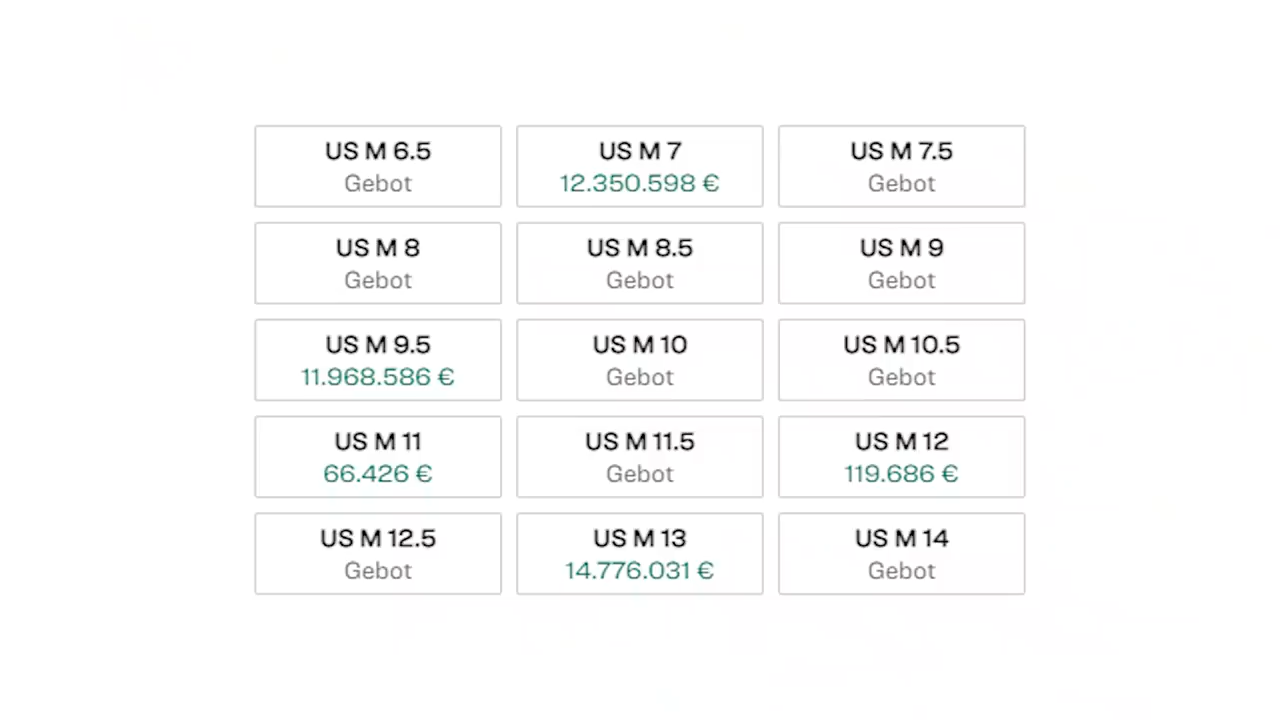 US M 6.5
Gebot
US M 7
12.350.598 €
US M 7.5
Gebot
US M 8
Gebot
US M 8.5
Gebot
US M 9
Gebot
US M 9.5
11.968.586 €
US M 10
Gebot
US M 10.5
Gebot
US M 11
66.426 €
US M 11.5
Gebot
US M 12
119.686 €
US M 12.5
Gebot
US M 13
14.776.031 €
US M 14
Gebot